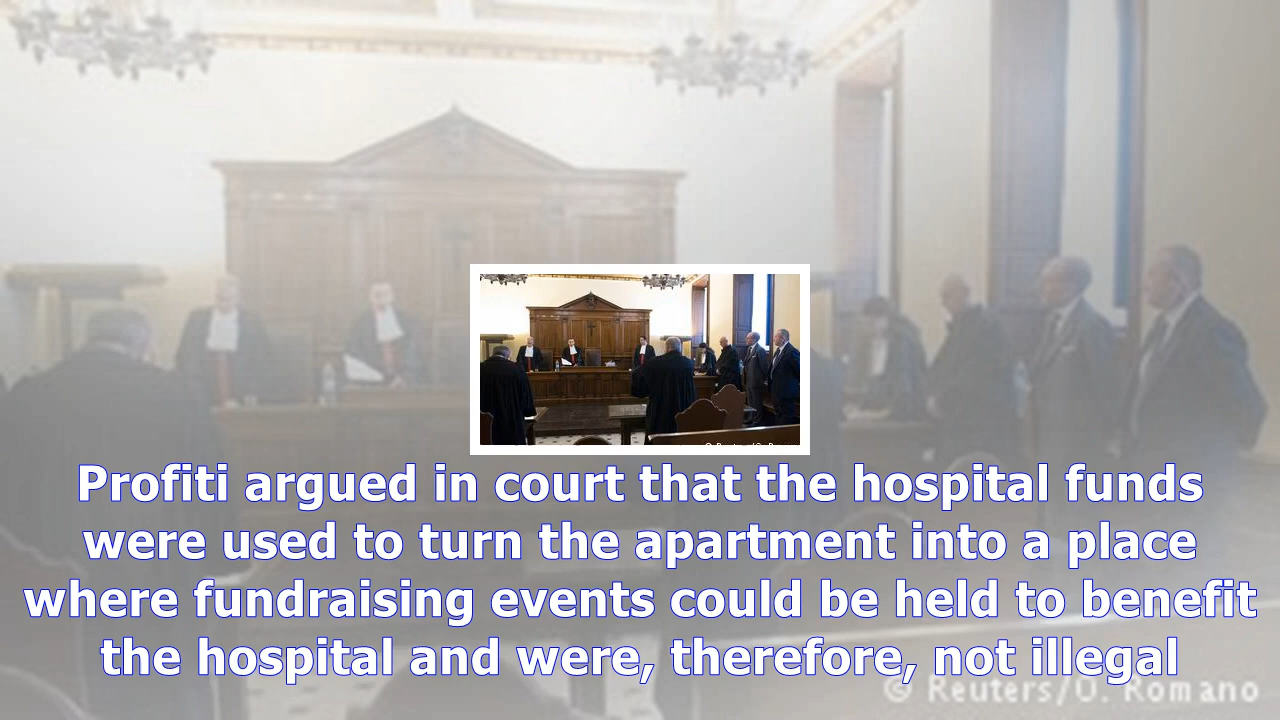 Profiti argued in court that the hospital funds
were used to turn the apartment into a place
where fundraising events could be held to benefit
the hospital and were, therefore, not illegal
© Reuters/O. Romano